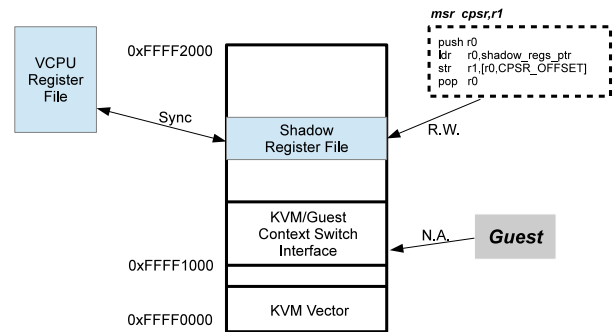 msr cpsr,r1
push r0
ldr r0,shadow_regs_ptr
str r1,[r0,CPSR_OFFSET]
pop r0
VCPU
Register
File
0xFFFF2000
Sync
Shadow
Register File
R.W.
KVM/Guest
Context Switch
Interface
N.A.
Guest
0xFFFF1000
KVM Vector
0xFFFF0000